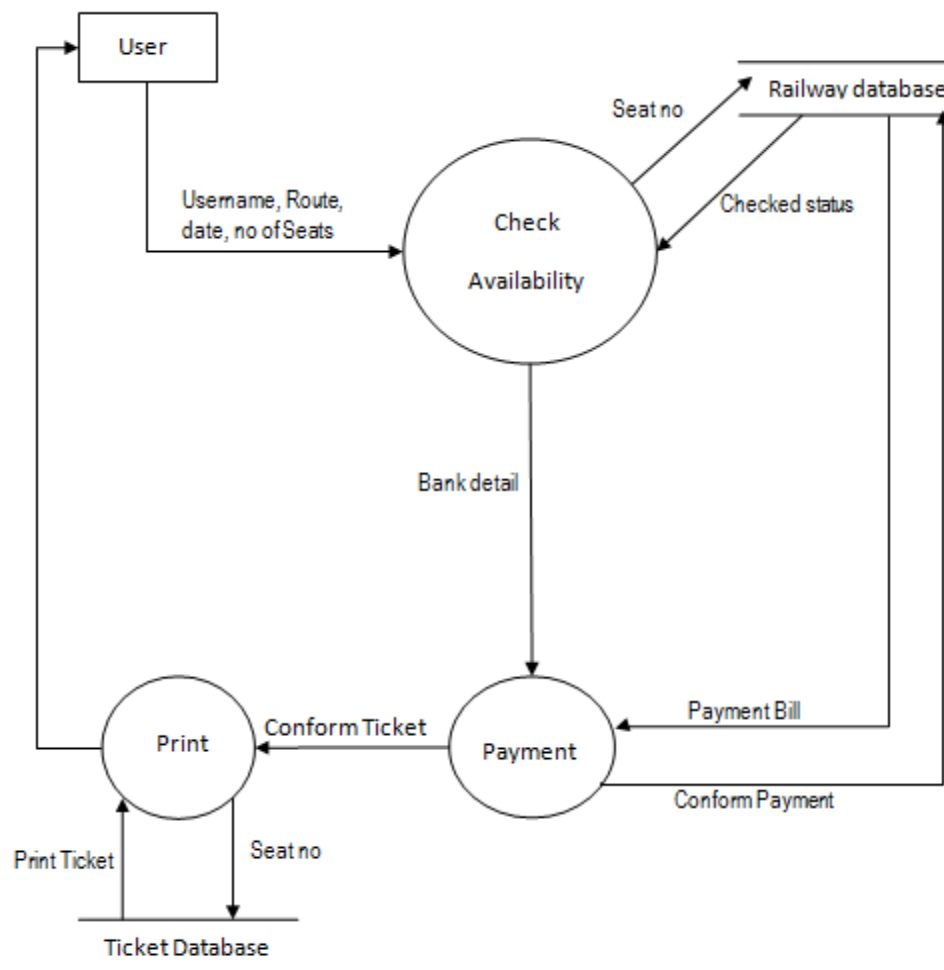 User
Railway database
Seat no
Username, Route,
date, no of Seats
Checked status
Check
Availability
Bank detail
Payment Bill
Conform Ticket
Print
Payment
Conform Payment
Print Ticket
Seat no
Ticket Database